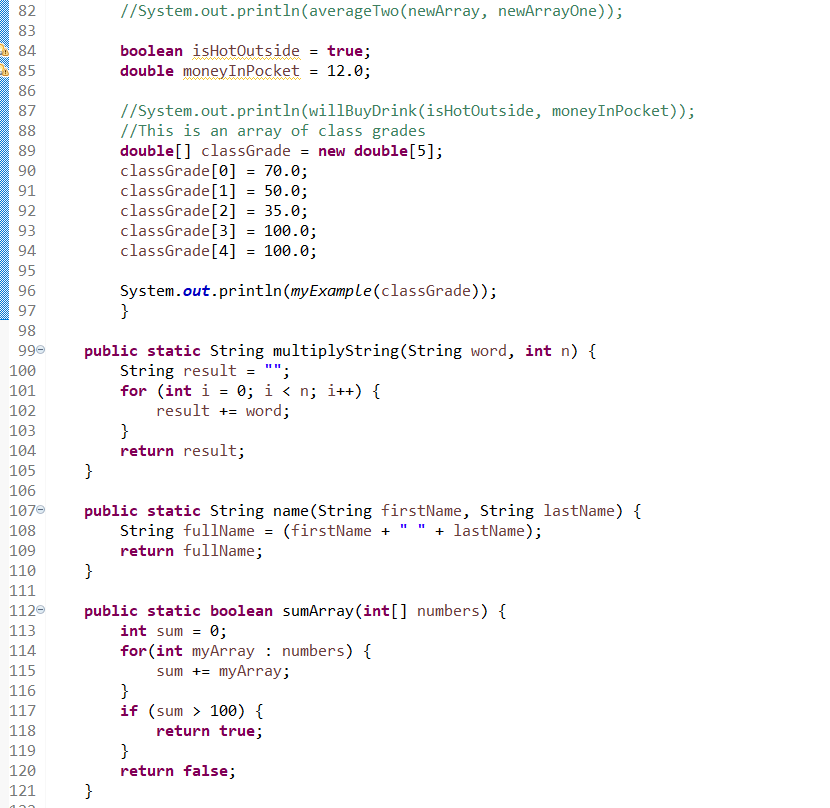 82 //System.out.println(averageTwo(newArray, newArrayOne));
83
84 boolean isHotOutside = true;
85 double moneyInPocket = 12.0;
86
87 //System.out.println(willBuyDrink(isHotOutside, moneyInPocket));
88 //This is an array of class grades
89 double[] classGrade = new double[5];
90 classGrade[0] = 70.0;
91 classGrade[1] = 50.0;
92 classGrade[2] = 35.0;
93 classGrade[3] = 100.0;
94 classGrade[4] = 100.0;
95
96 System.out.println(myExample(classGrade));
97 }
98
99 public static String multiplyString(String word, int n) {
100 String result = "";
101 for (int i = 0; i < n; i++) {
102 result += word;
103 }
104 return result;
105 }
106
107 public static String name(String firstName, String lastName) {
108 String fullName = (firstName + " " + lastName);
109 return fullName;
110 }
111
112 public static boolean sumArray(int[] numbers) {
113 int sum = 0;
114 for(int myArray : numbers) {
115 sum += myArray;
116 }
117 if (sum > 100) {
118 return true;
119 }
120 return false;
121 }